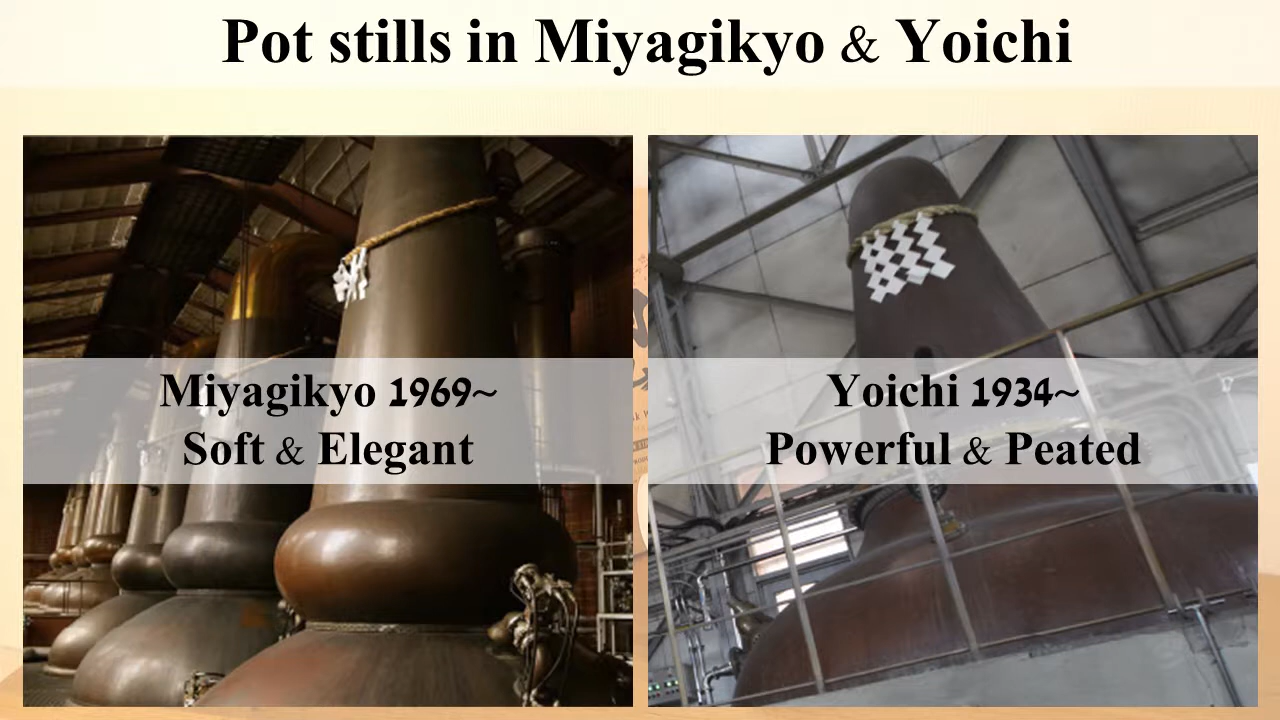 Pot stills in Miyagikyo & Yoichi
Miyagikyo 1969~
Soft & Elegant
Yoichi 1934~
Powerful & Peated